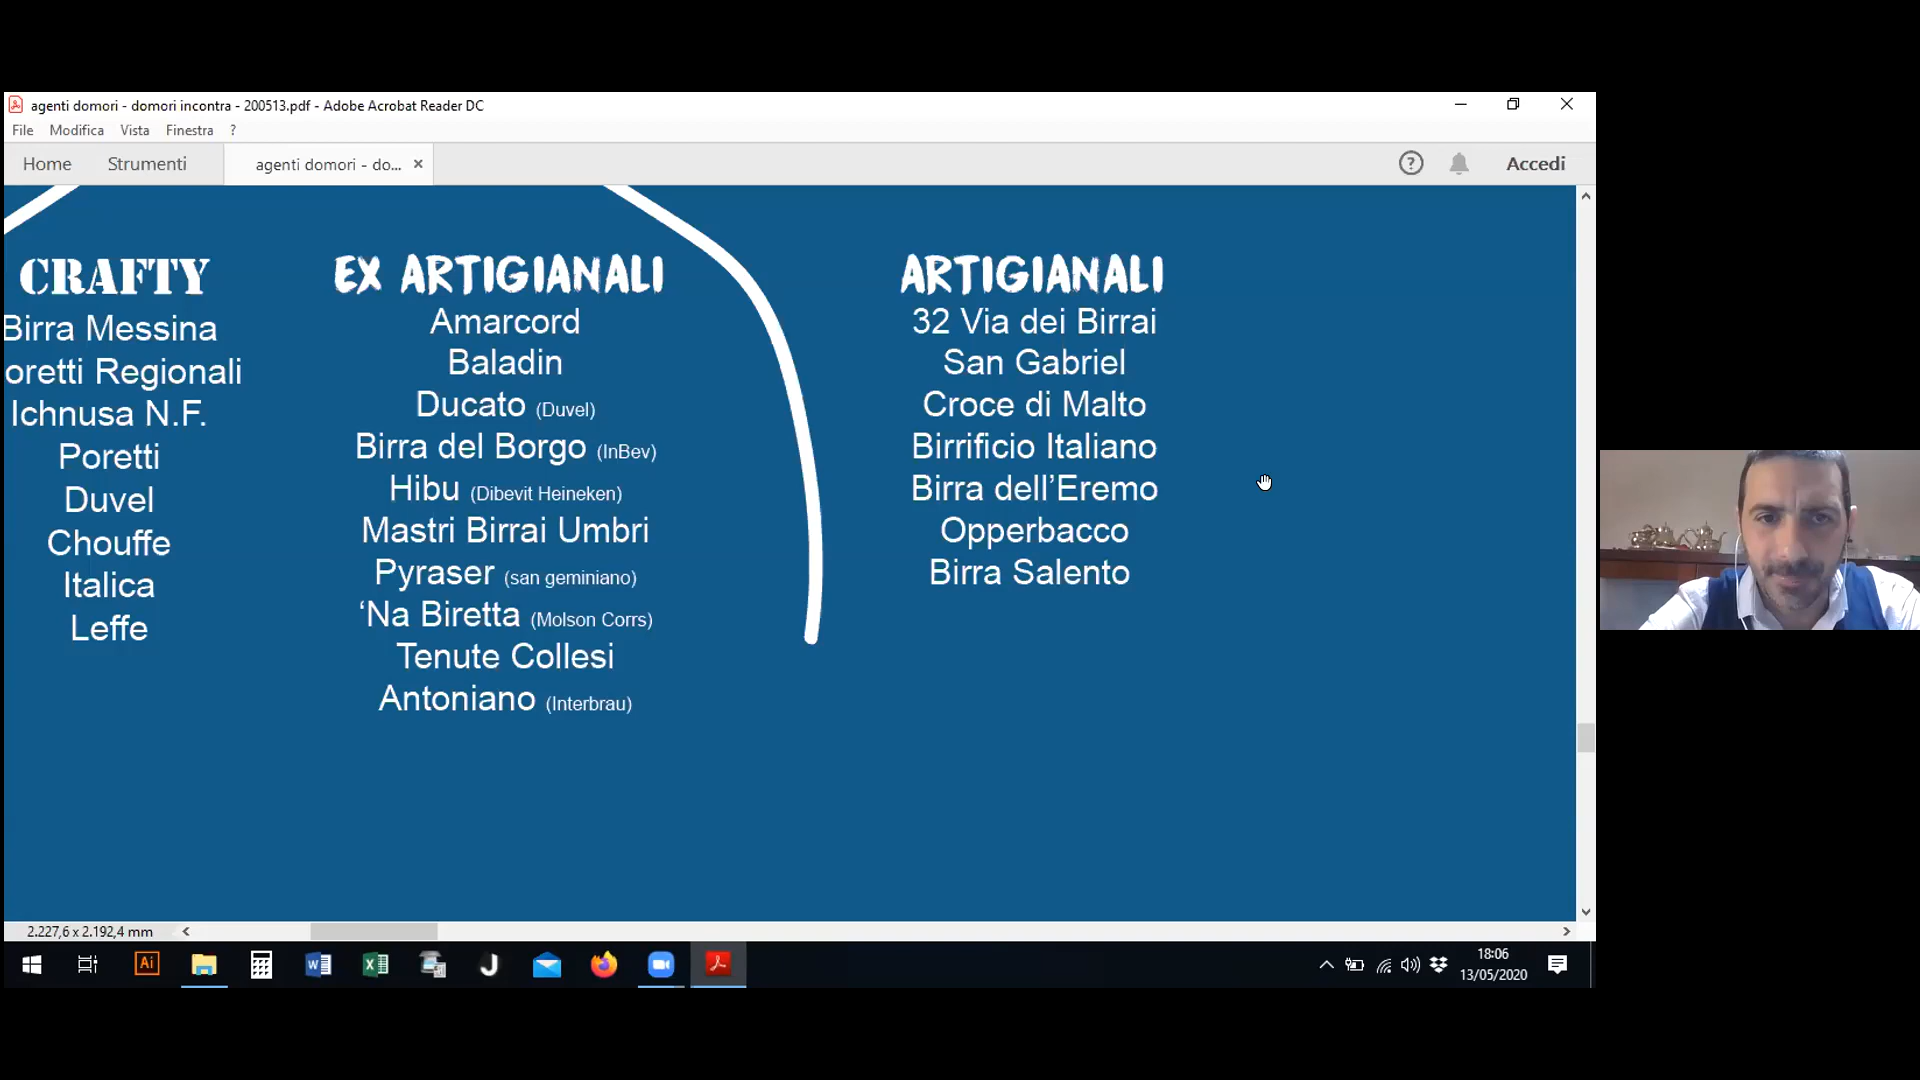 agenti domori - domori incontra - 200513.pdf - Adobe Acrobat Reader DC
File Modifica Vista Finestra ?
Home Strumenti agenti domori - do... × Accedi
CRAFTY
Birra Messina
oretti Regionali
Ichnusa N.F.
Poretti
Duvel
Chouffe
Italica
Leffe
EX ARTIGIANALI
Amarcord
Baladin
Ducato (Duvel)
Birra del Borgo (InBev)
Hibu (Dibevit Heineken)
Mastri Birrai Umbri
Pyraser (san geminiano)
‘Na Biretta (Molson Corrs)
Tenute Collesi
Antoniano (Interbrau)
ARTIGIANALI
32 Via dei Birrai
San Gabriel
Croce di Malto
Birrificio Italiano
Birra dell’Eremo
Opperbacco
Birra Salento
2.227,6 x 2.192,4 mm
Ai
18:06
13/05/2020